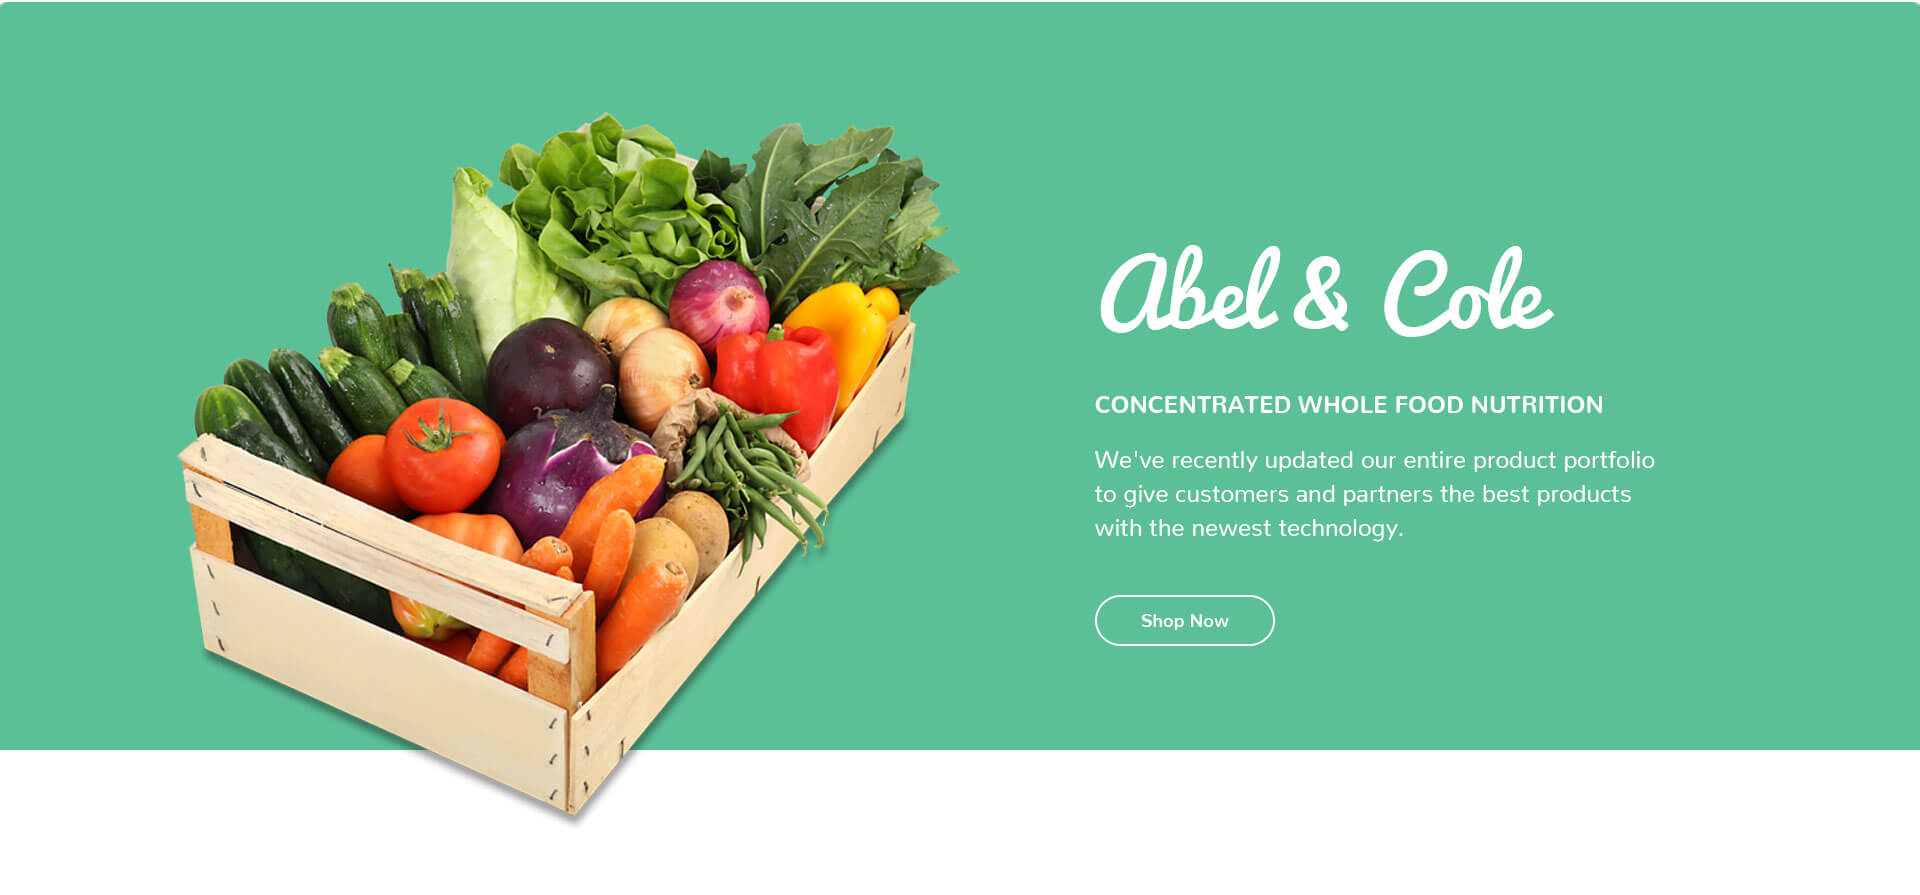 Abel & Cole
CONCENTRATED WHOLE FOOD NUTRITION
We've recently updated our entire product portfolio
to give customers and partners the best products
with the newest technology.
Shop Now